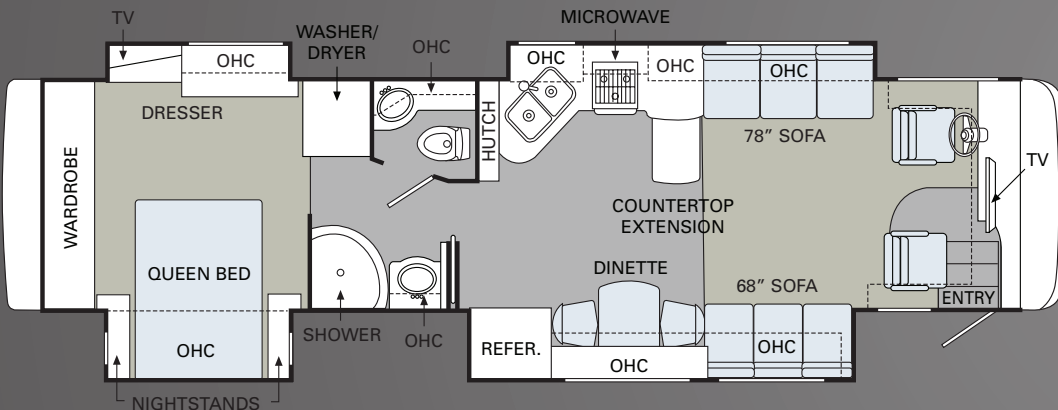 TV
WASHER/
DRYER
OHC
MICROWAVE
OHC
OHC
OHC
OHC
DRESSER
HUTCH
78" SOFA
TV
WARDROBE
COUNTERTOP
EXTENSION
QUEEN BED
DINETTE
68" SOFA
ENTRY
SHOWER
OHC
REFER.
OHC
OHC
OHC
NIGHTSTANDS